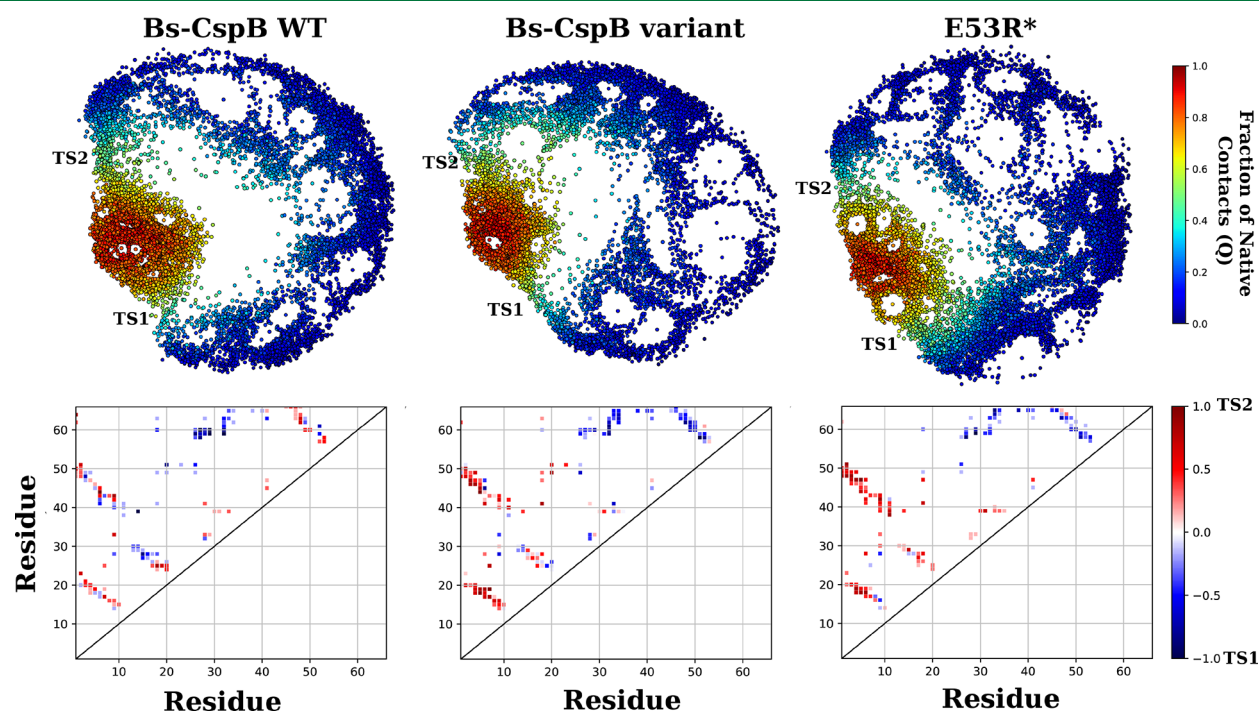 Bs-CspB WT
Bs-CspB variant
E53R*
TS2
TS1
TS2
TS1
TS2
TS1
1.0
0.8
0.6
0.4
0.2
0.0
Fraction of Native
Contacts (Q)
Residue
60
50
40
30
20
10
10 20 30 40 50 60
Residue
60
50
40
30
20
10
10 20 30 40 50 60
Residue
60
50
40
30
20
10
10 20 30 40 50 60
Residue
1.0 TS2
0.5
0.0
−0.5
−1.0 TS1